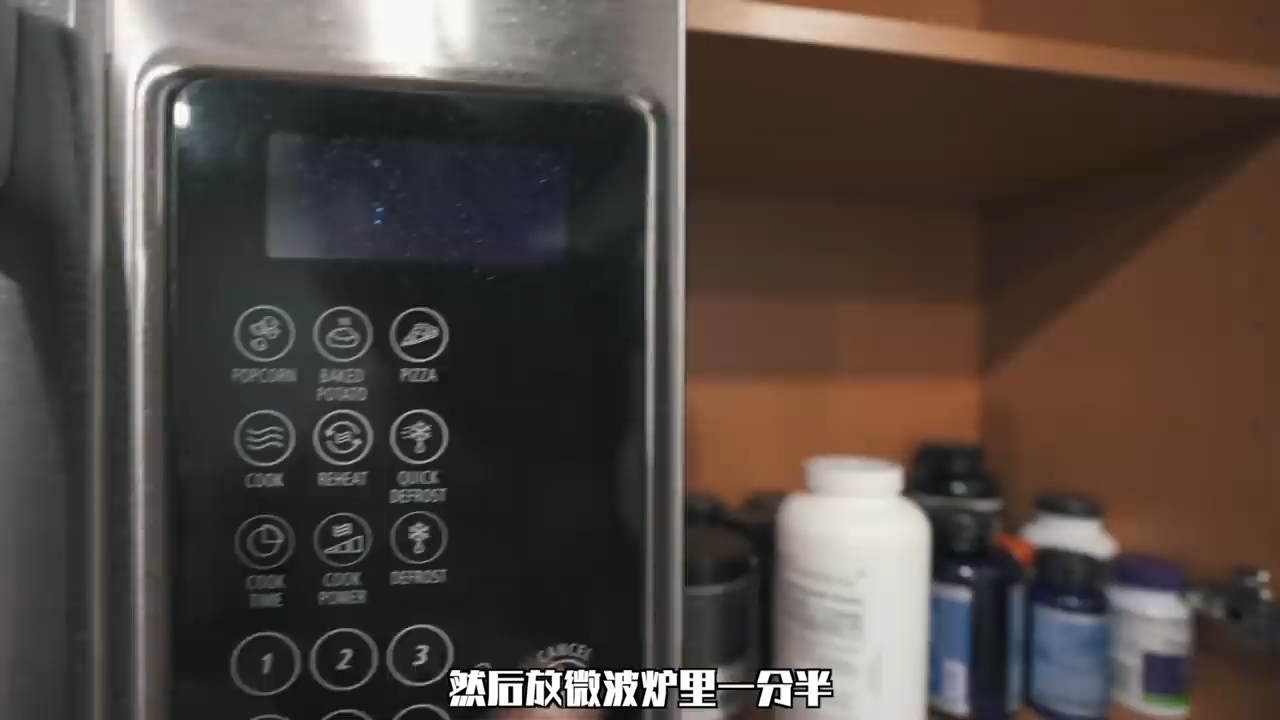 POPCORN
BAKED
POTATO
PIZZA
COOK
REHEAT
QUICK
DEFROST
COOK
TIME
COOK
POWER
DEFROST
1
2
3
CANCEL
然后放微波炉里一分半